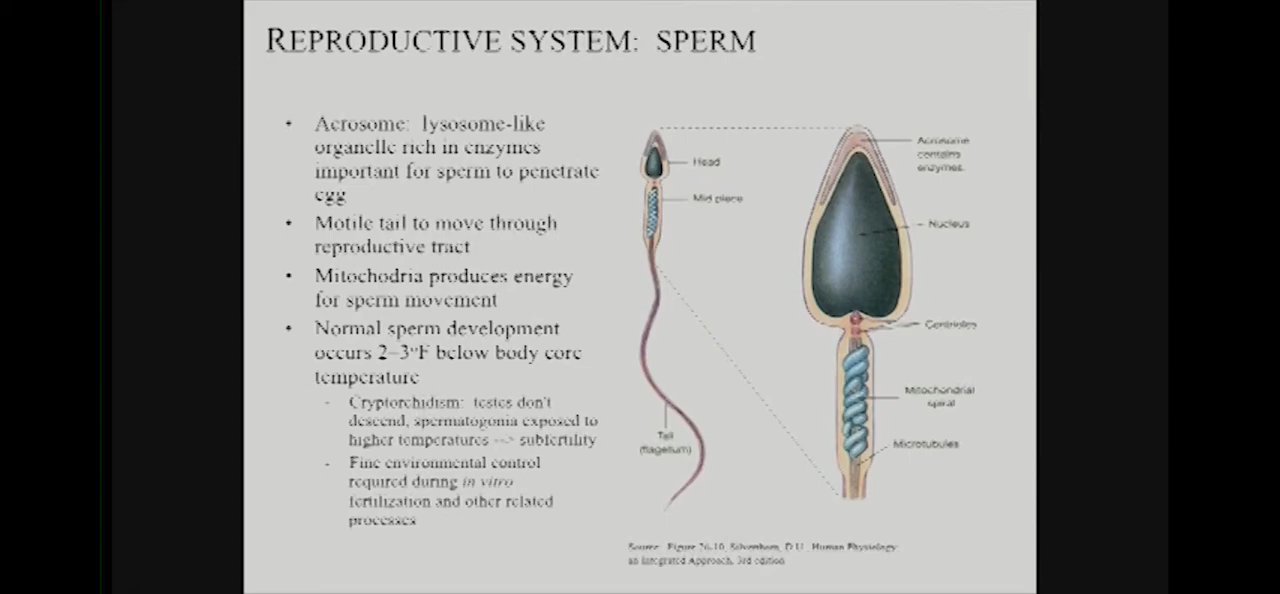 REPRODUCTIVE SYSTEM: SPERM
• Acrosome: lysosome-like
organelle rich in enzymes
important for sperm to penetrate
egg
• Motile tail to move through
reproductive tract
• Mitochodria produces energy
for sperm movement
• Normal sperm development
occurs 2–3°F below body core
temperature
- Cryptorchidism: testes don't
descend, spermatogonia exposed to
higher temperatures --> subfertility
- Fine environmental control
required during in vitro
fertilization and other related
processes
Head
Mid piece
Tail
(flagellum)
Acrosome
contains
enzymes.
Nucleus
Centrioles
Mitochondrial
spiral
Microtubules
Source: Figure 26-10, D.U., Human Physiology
an Integrated Approach, 3rd edition